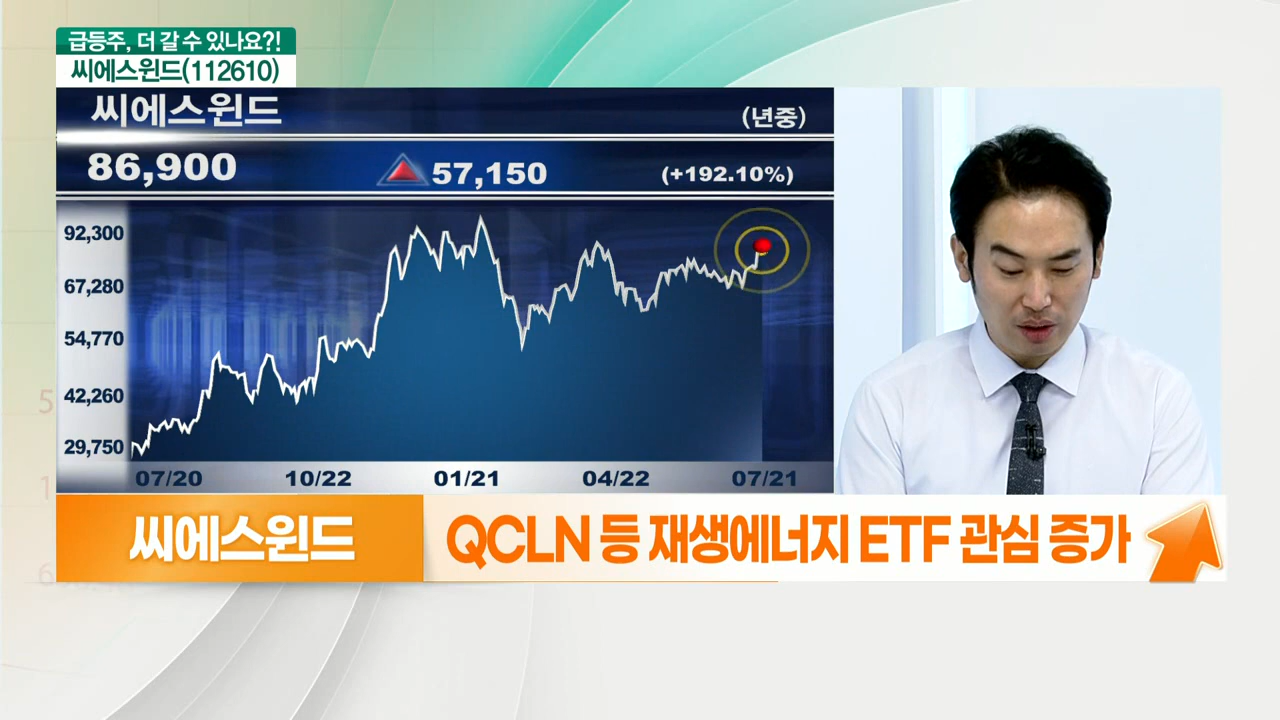 급등주, 더 갈 수 있나요?!
씨에스윈드(112610)
씨에스윈드 (년중)
86,900 ▲ 57,150 (+192.10%)
92,300
67,280
54,770
42,260
29,750
07/20 10/22 01/21 04/22 07/21
씨에스윈드
QCLN 등 재생에너지 ETF 관심 증가
5
1
6